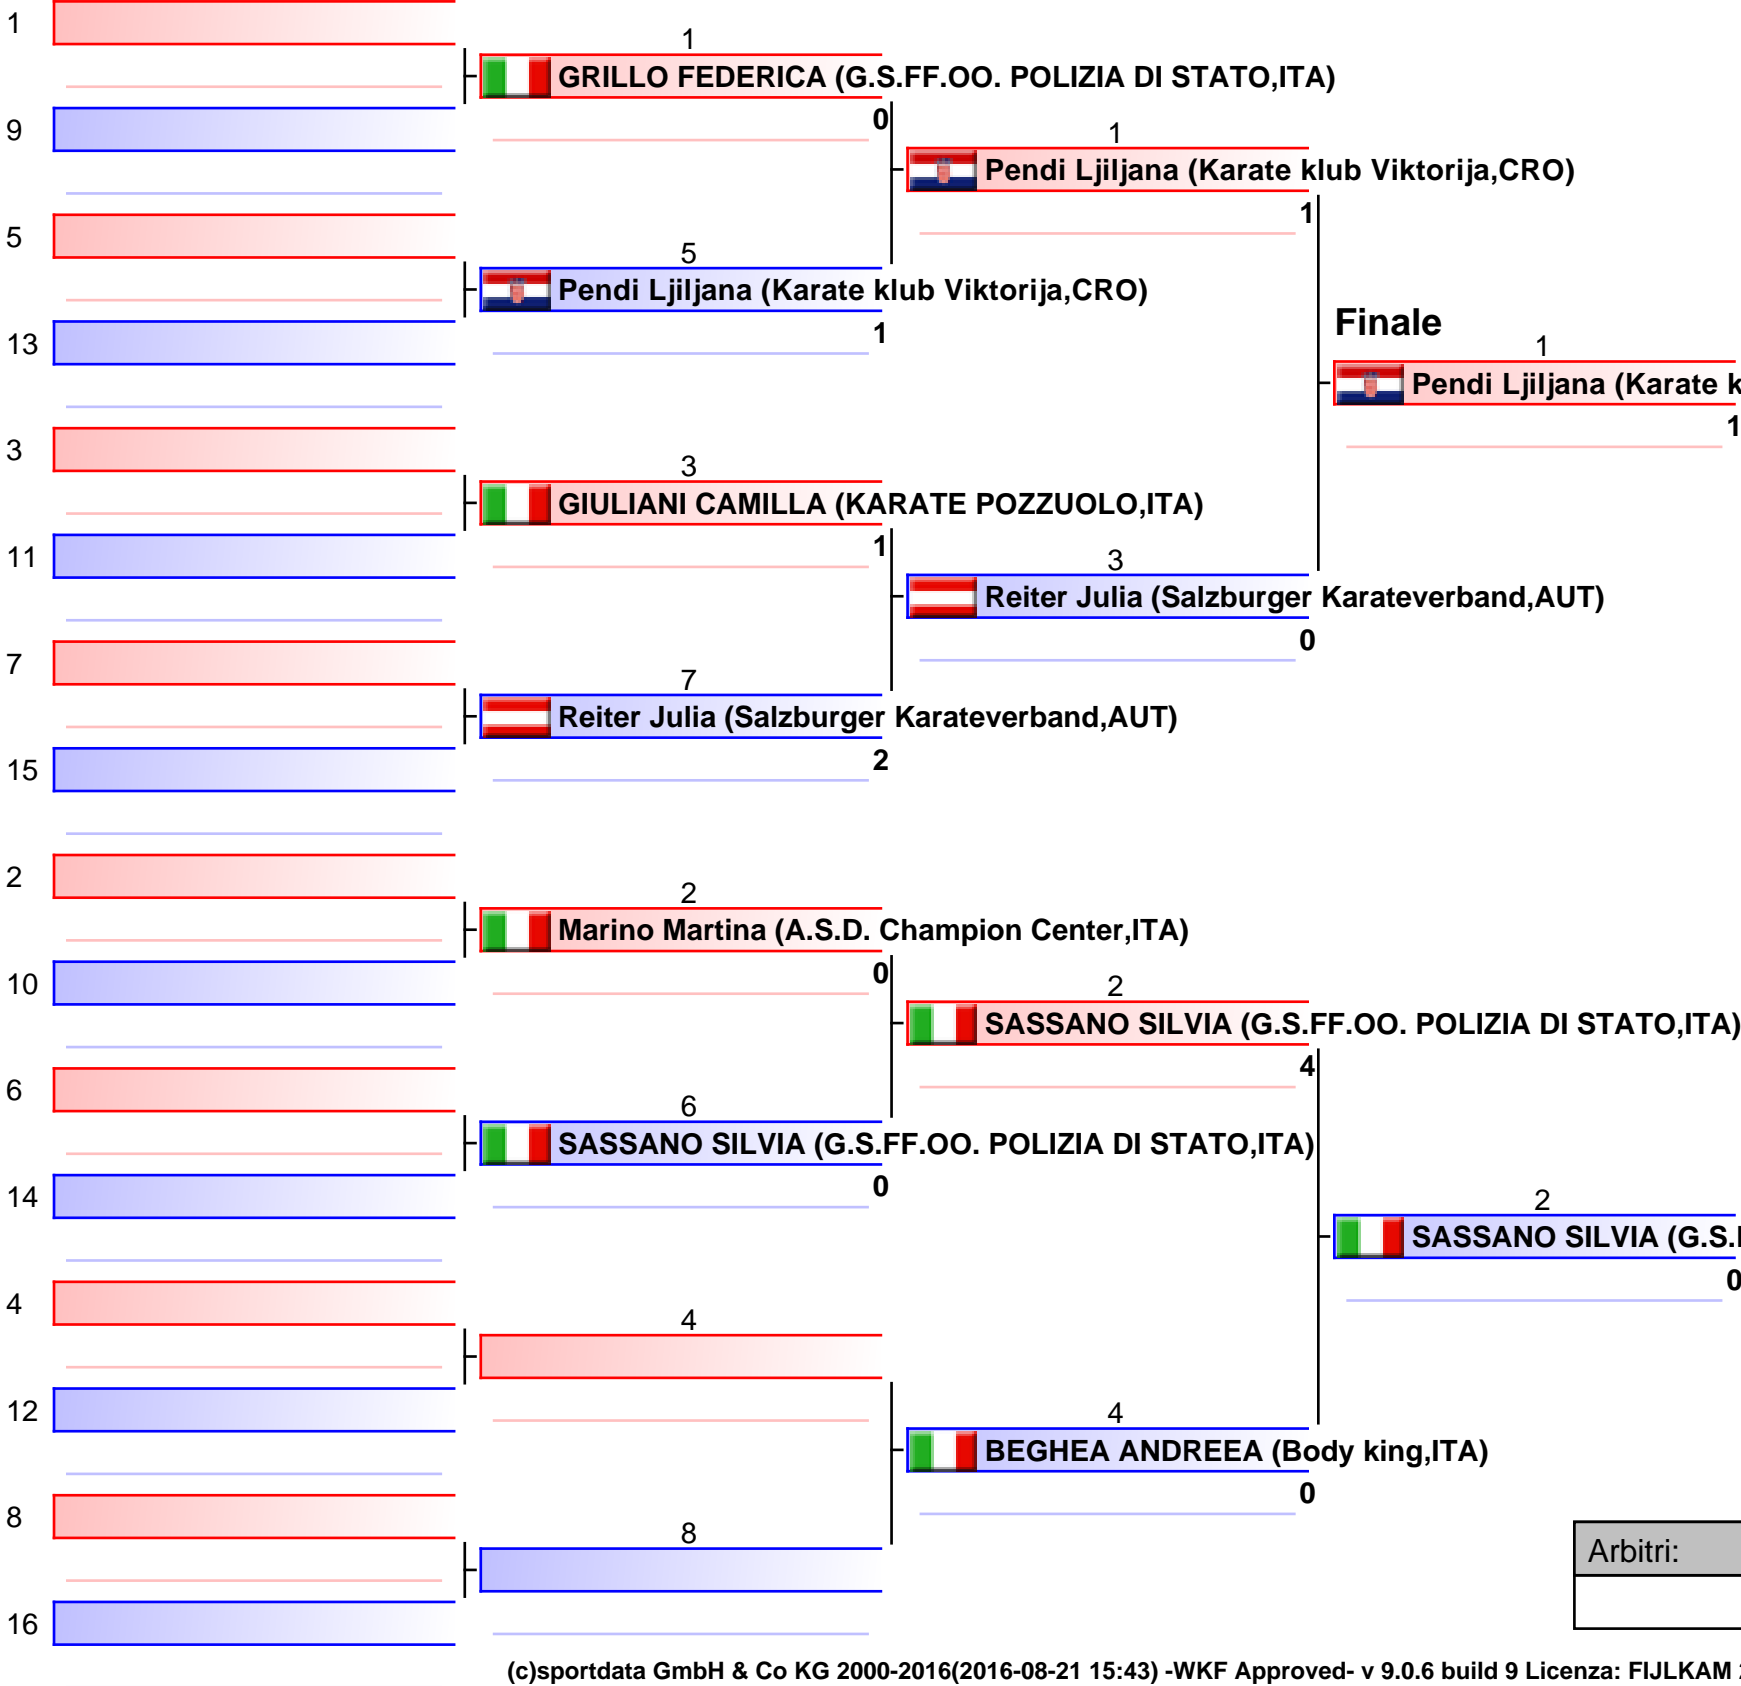 1
1
GRILLO FEDERICA (G.S.FF.OO. POLIZIA DI STATO,ITA)
0
9
1
Pendi Ljiljana (Karate klub Viktorija,CRO)
1
5
5
Pendi Ljiljana (Karate klub Viktorija,CRO)
1
13
Finale
1
Pendi Ljiljana (Karate k
1
3
3
GIULIANI CAMILLA (KARATE POZZUOLO,ITA)
1
11
3
Reiter Julia (Salzburger Karateverband,AUT)
0
7
7
Reiter Julia (Salzburger Karateverband,AUT)
2
15
2
2
Marino Martina (A.S.D. Champion Center,ITA)
0
10
2
SASSANO SILVIA (G.S.FF.OO. POLIZIA DI STATO,ITA)
4
6
6
SASSANO SILVIA (G.S.FF.OO. POLIZIA DI STATO,ITA)
0
14
2
SASSANO SILVIA (G.S.
0
4
4
12
4
BEGHEA ANDREEA (Body king,ITA)
0
8
8
16
Arbitri:
(c)sportdata GmbH & Co KG 2000-2016(2016-08-21 15:43) -WKF Approved- v 9.0.6 build 9 Licenza: FIJLKAM